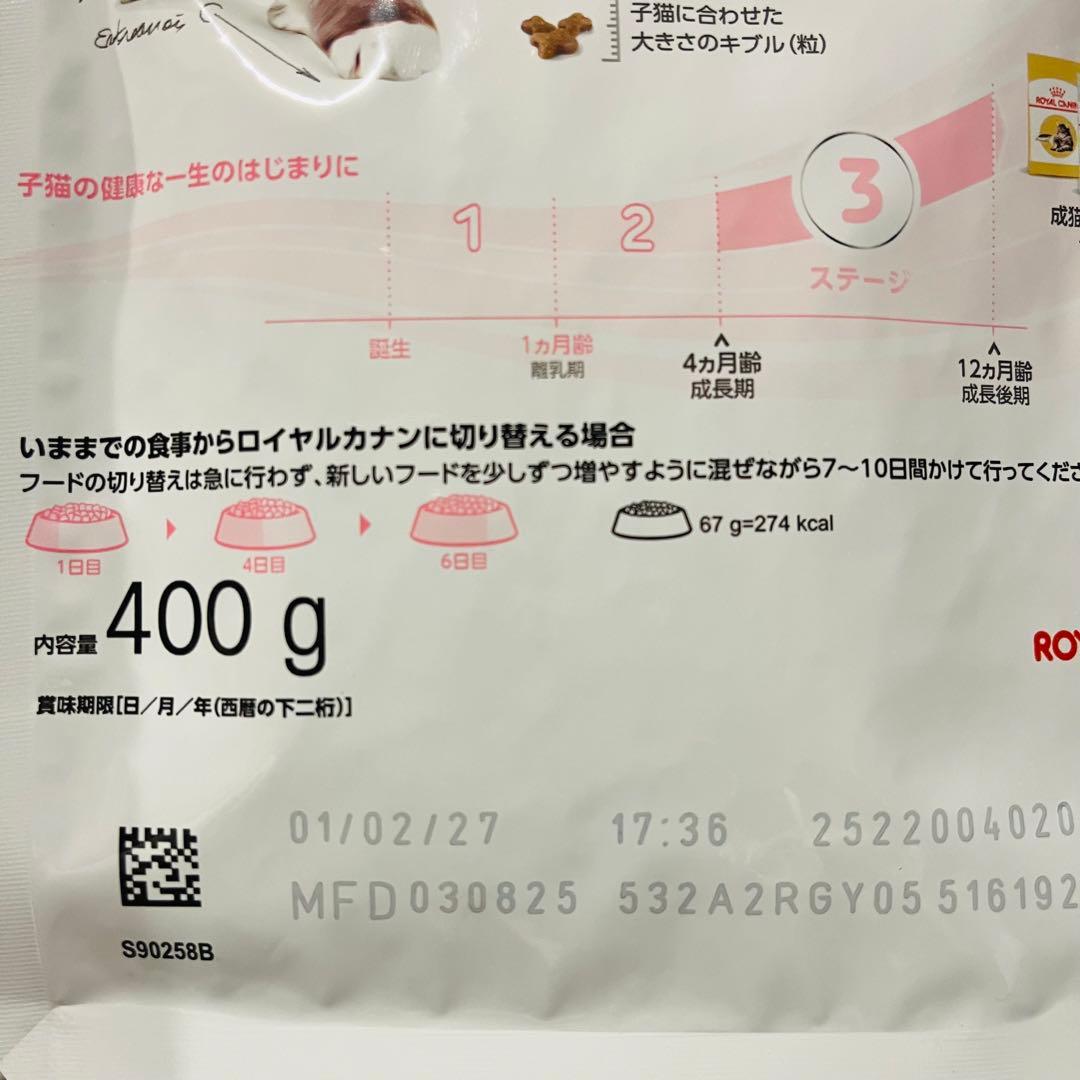 子猫に合わせた
大きさのキブル(粒)
ROYAL CANIN
子猫の健康な一生のはじまりに
1
2
3
ステージ
成猫
誕生
1カ月齢
離乳期
4カ月齢
成長期
12カ月齢
成長後期
いままでの食事からロイヤルカナンに切り替える場合
フードの切り替えは急に行わず、新しいフードを少しずつ増やすように混ぜながら7〜10日間かけて行ってくださ
1日目
4日目
6日目
67 g=274 kcal
内容量 400 g
ROY
賞味期限[日/月/年(西暦の下二桁)]
01/02/27 17:36 2522004020
MFD030825 532A2RGY05 516192
S90258B